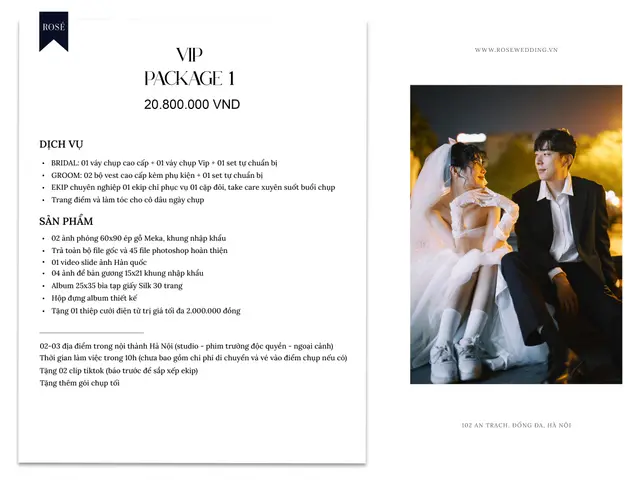 ROSÉ
VIP
PACKAGE 1
20.800.000 VND
DỊCH VỤ
• BRIDAL: 01 váy chụp cao cấp + 01 váy chụp Vip + 01 set tự chuẩn bị
• GROOM: 02 bộ vest cao cấp kèm phụ kiện + 01 set tự chuẩn bị
• EKIP chuyên nghiệp 01 ekip chỉ phục vụ 01 cặp đôi, take care xuyên suốt buổi chụp
• Trang điểm và làm tóc cho cô dâu ngày chụp
SẢN PHẨM
• 02 ảnh phóng 60x90 ép gỗ Meka, khung nhập khẩu
• Trả toàn bộ file gốc và 45 file photoshop hoàn thiện
• 01 video slide ảnh Hàn quốc
• 04 ảnh để bàn gương 15x21 khung nhập khẩu
• Album 25x35 bìa tạp giấy Silk 30 trang
• Hộp đựng album thiết kế
• Tặng 01 thiệp cưới điện tử trị giá tối đa 2.000.000 đồng
02-03 địa điểm trong nội thành Hà Nội (studio - phim trường độc quyền - ngoại cảnh)
Thời gian làm việc trong 10h (chưa bao gồm chi phí di chuyển và vé vào điểm chụp nếu có)
Tặng 02 clip tiktok (báo trước để sắp xếp ekip)
Tặng thêm gói chụp tối
WWW.ROSEWEDDING.VN
102 AN TRẠCH, ĐỐNG ĐA, HÀ NỘI